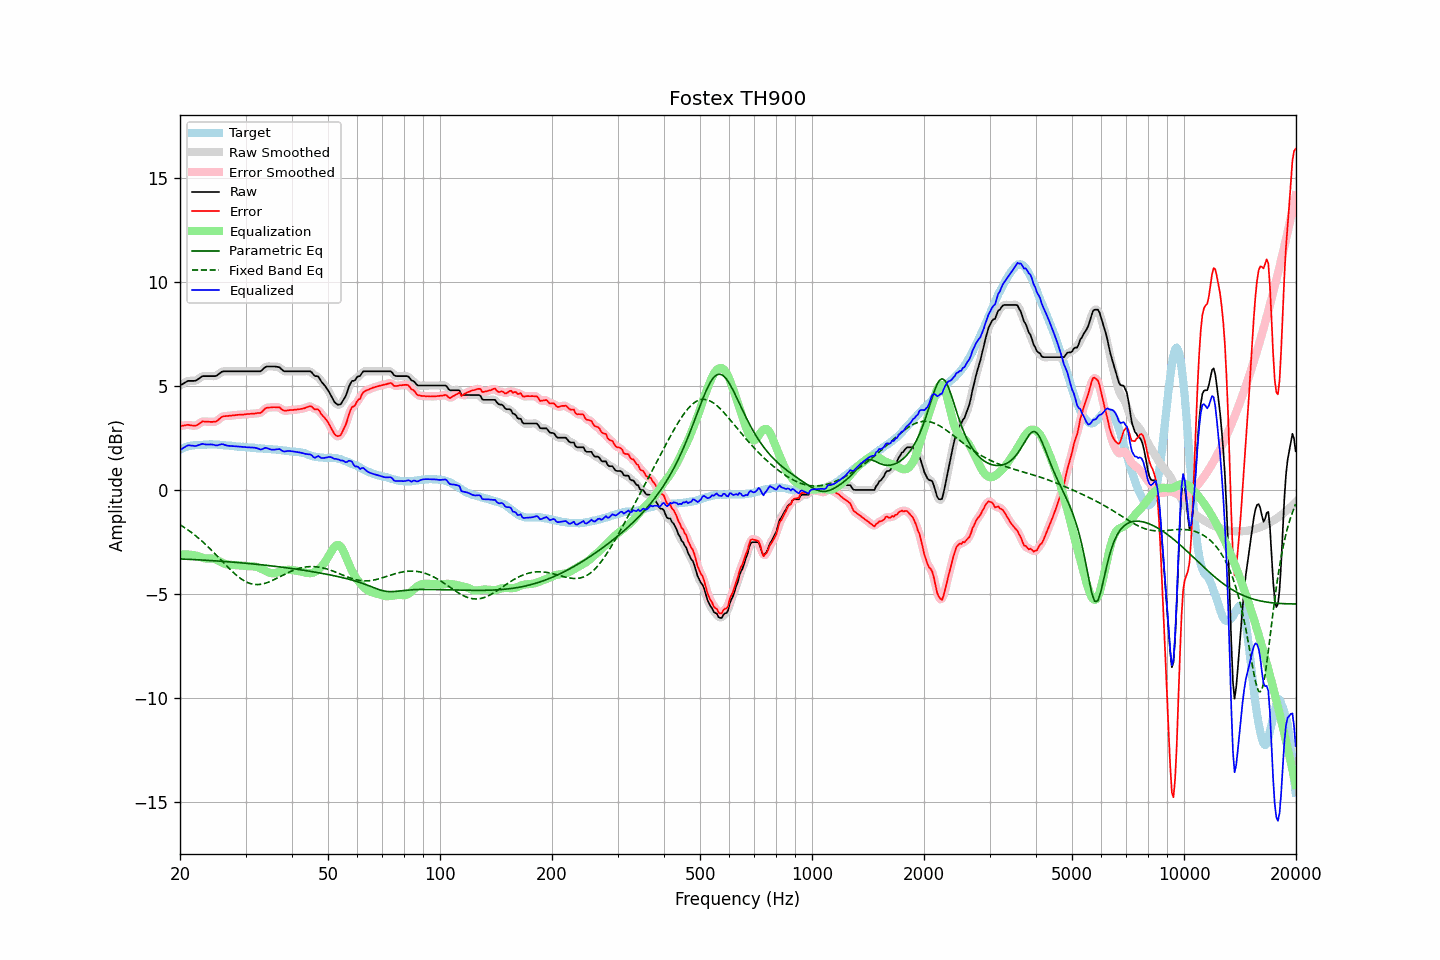 Fostex TH900
Target
Raw Smoothed
Error Smoothed
Raw
Error
Equalization
Parametric Eq
Fixed Band Eq
Equalized
Amplitude (dBr)
15
10
5
0
−5
−10
−15
20 50 100 200 500 1000 2000 5000 10000 20000
Frequency (Hz)